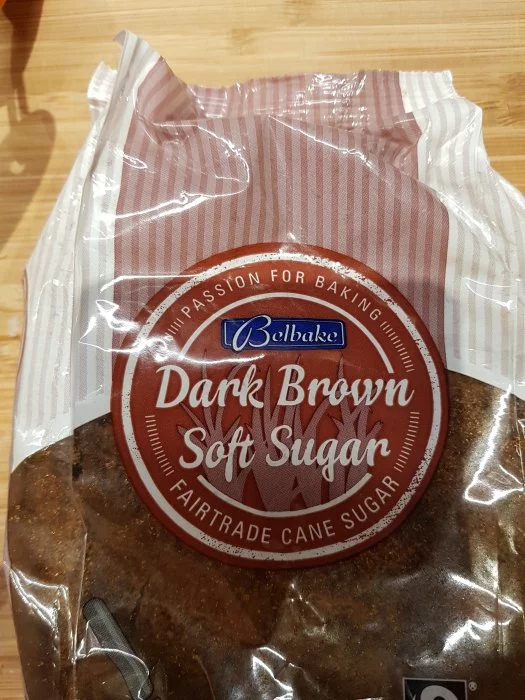 PASSION FOR BAKING
Belbake
Dark Brown
Soft Sugar
FAIRTRADE CANE SUGAR
®